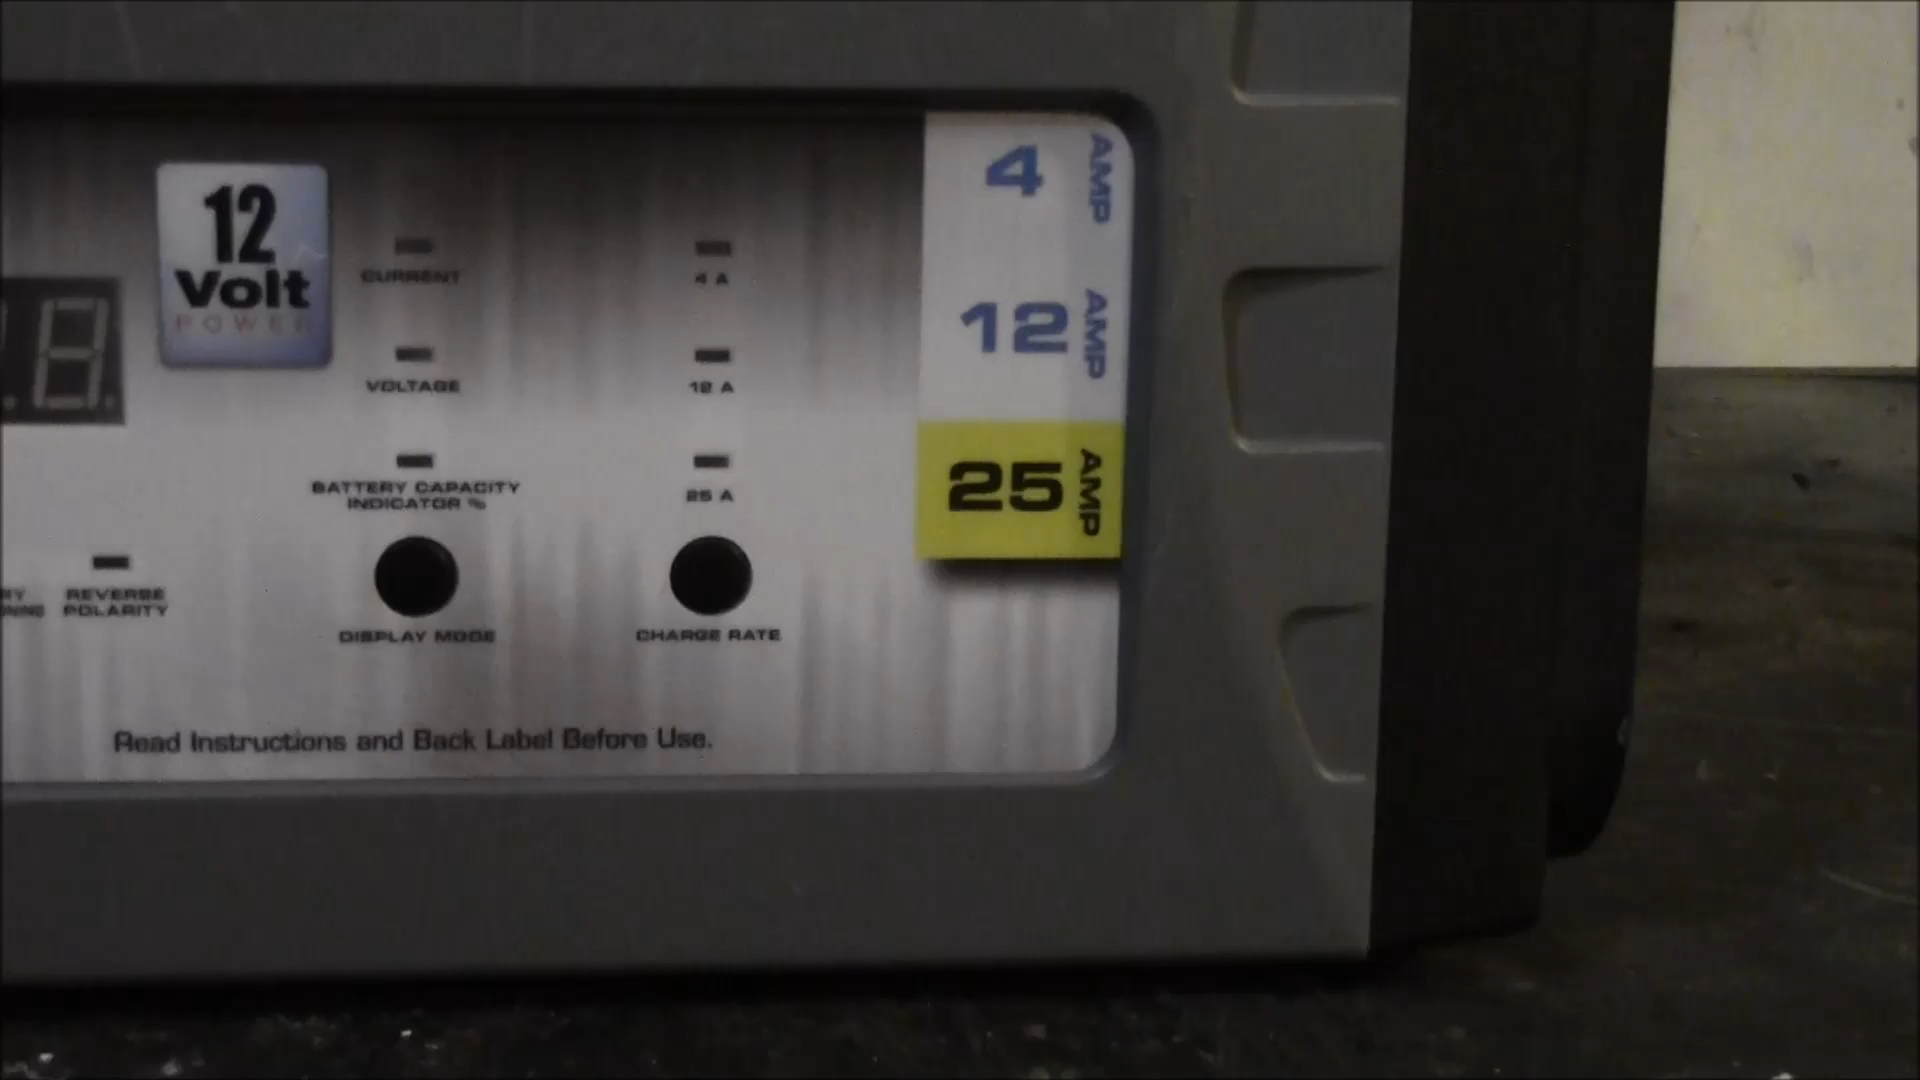 12
Volt
POWER
CURRENT
VOLTAGE
BATTERY CAPACITY
INDICATOR %
DISPLAY MODE
4 A
12 A
25 A
CHARGE RATE
4 AMP
12 AMP
25 AMP
REVERSE
POLARITY
Read Instructions and Back Label Before Use.